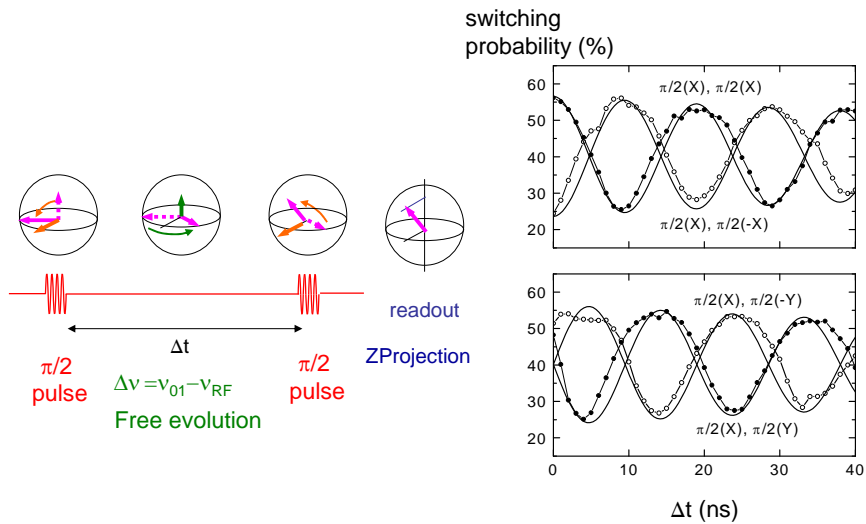 switching
probability (%)
π/2(X), π/2(X)
π/2(X), π/2(-X)
60
50
40
30
20
π/2(X), π/2(-Y)
π/2(X), π/2(Y)
60
50
40
30
20
0 10 20 30 40
Δt (ns)
Δt
π/2
pulse
Δν =ν01−νRF
Free evolution
π/2
pulse
readout
ZProjection